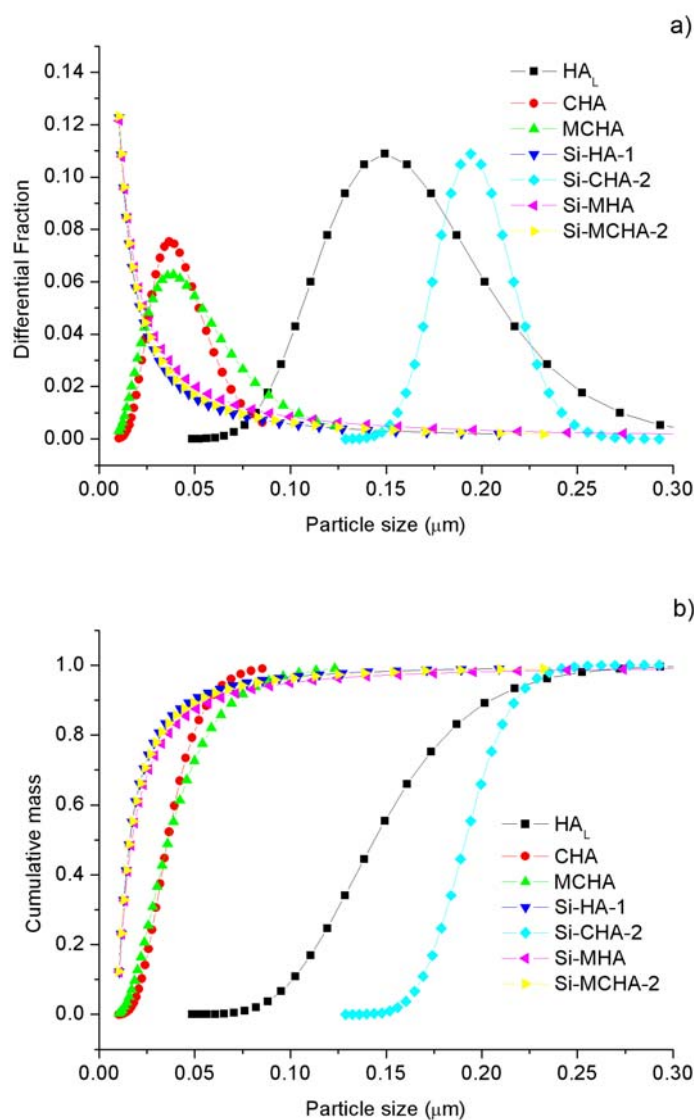 a)
0.14
0.12
0.10
0.08
0.06
0.04
0.02
0.00
Differential Fraction
HA_L
CHA
MCHA
Si-HA-1
Si-CHA-2
Si-MHA
Si-MCHA-2
0.00 0.05 0.10 0.15 0.20 0.25 0.30
Particle size (μm)
b)
1.0
0.8
0.6
0.4
0.2
0.0
Cumulative mass
HA_L
CHA
MCHA
Si-HA-1
Si-CHA-2
Si-MHA
Si-MCHA-2
0.00 0.05 0.10 0.15 0.20 0.25 0.30
Particle size (μm)